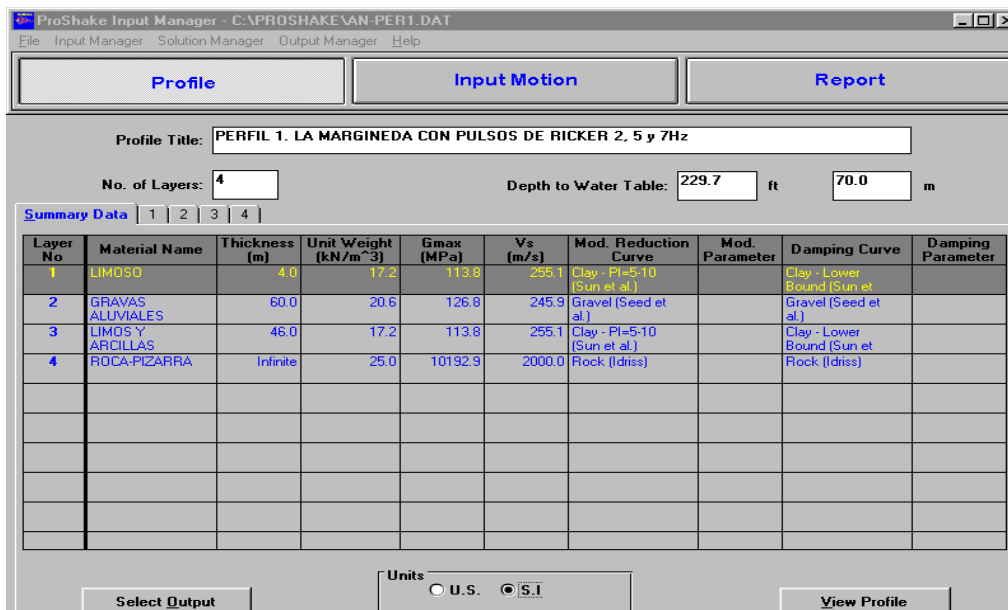 ProShake Input Manager - C:\PROSHAKE\AN-PER1.DAT
File Input Manager Solution Manager Output Manager Help
Profile Input Motion Report
Profile Title: PERFIL 1. LA MARGINEDA CON PULSOS DE RICKER 2, 5 y 7Hz
No. of Layers: 4 Depth to Water Table: 229.7 ft 70.0 m
Summary Data 1 2 3 4
Layer No Material Name Thickness (m) Unit Weight (kN/m^3) Gmax (MPa) Vs (m/s) Mod. Reduction Curve Mod. Parameter Damping Curve Damping Parameter
1 LIMOSO 4.0 17.2 113.8 255.1 Clay - PI=5-10 (Sun et al.) Clay - Lower Bound (Sun et
2 GRAVAS ALUVIALES 60.0 20.6 126.8 245.9 Gravel (Seed et al.) Gravel (Seed et al.)
3 LIMOS Y ARCILLAS 46.0 17.2 113.8 255.1 Clay - PI=5-10 (Sun et al.) Clay - Lower Bound (Sun et
4 ROCA-PIZARRA Infinite 25.0 10192.9 2000.0 Rock (Idriss) Rock (Idriss)
Units
Select Output U.S. S.I View Profile